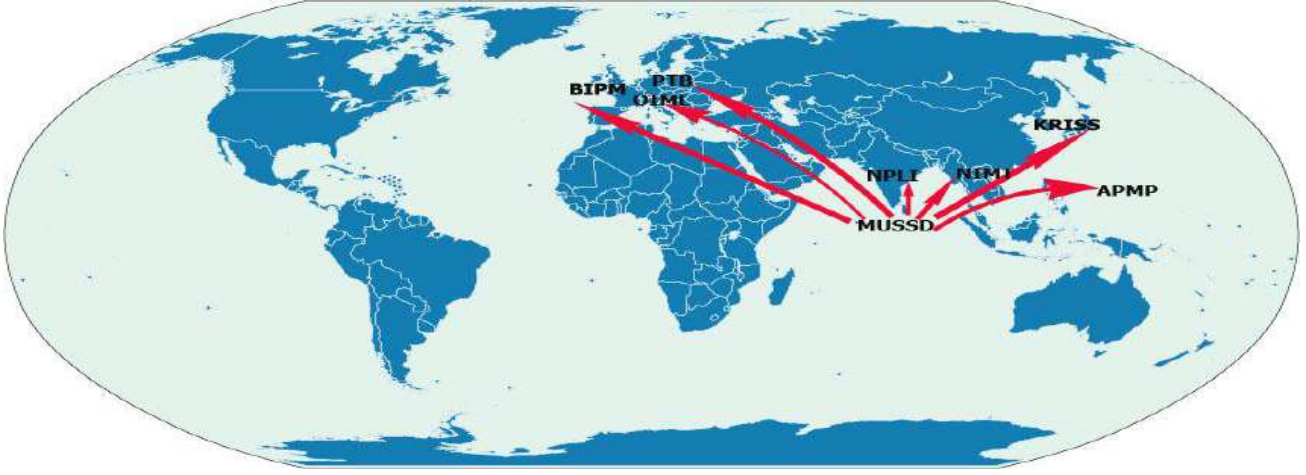 PTB
BIPM
OIML
KRISS
NPLI
NIMT
APMP
MUSSD